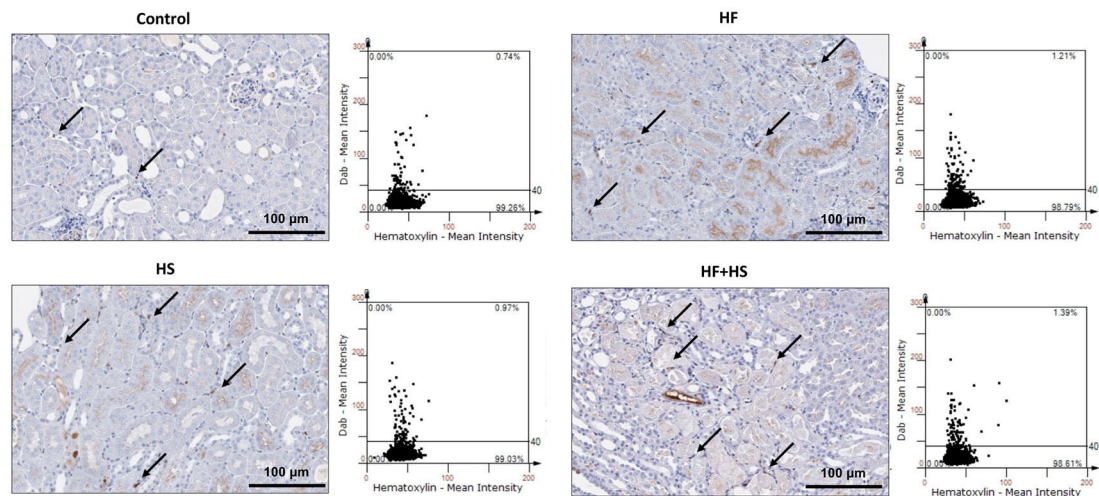 Control
300
0.00%
0.74%
200
Dab - Mean Intensity
100
40
0
0.00
99.26%
0
100
200
Hematoxylin - Mean Intensity
100 µm
HF
300
0.00%
1.21%
200
Dab - Mean Intensity
100
40
0
0.00
98.79%
0
100
200
Hematoxylin - Mean Intensity
100 µm
HS
300
0.00%
0.97%
200
Dab - Mean Intensity
100
40
0
99.03%
0
100
200
Hematoxylin - Mean Intensity
100 µm
HF+HS
300
0.00%
1.39%
200
Dab - Mean Intensity
100
40
0
98.61%
0
100
200
Hematoxylin - Mean Intensity
100 µm